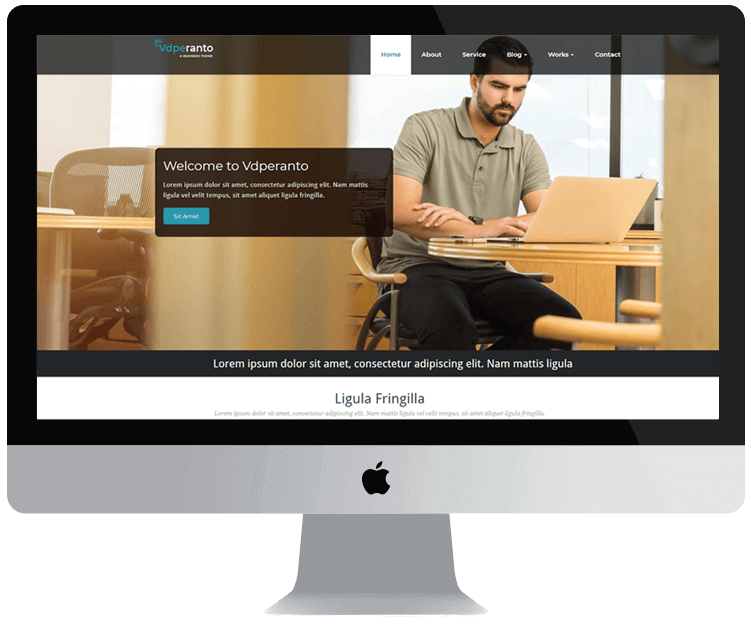 Vdperanto
A BUSINESS THEME
Home About Service Blog Works Contact
Welcome to Vdperanto
Lorem ipsum dolor sit amet, consectetur adipiscing elit. Nam mattis
ligula vel velit tempus, sit amet aliquet ligula fringilla.
Sit Amet
Lorem ipsum dolor sit amet, consectetur adipiscing elit. Nam mattis ligula
Ligula Fringilla
Lorem ipsum dolor sit amet, consectetur adipiscing elit. Nam mattis ligula vel velit tempus, sit amet aliquet ligula fringilla.